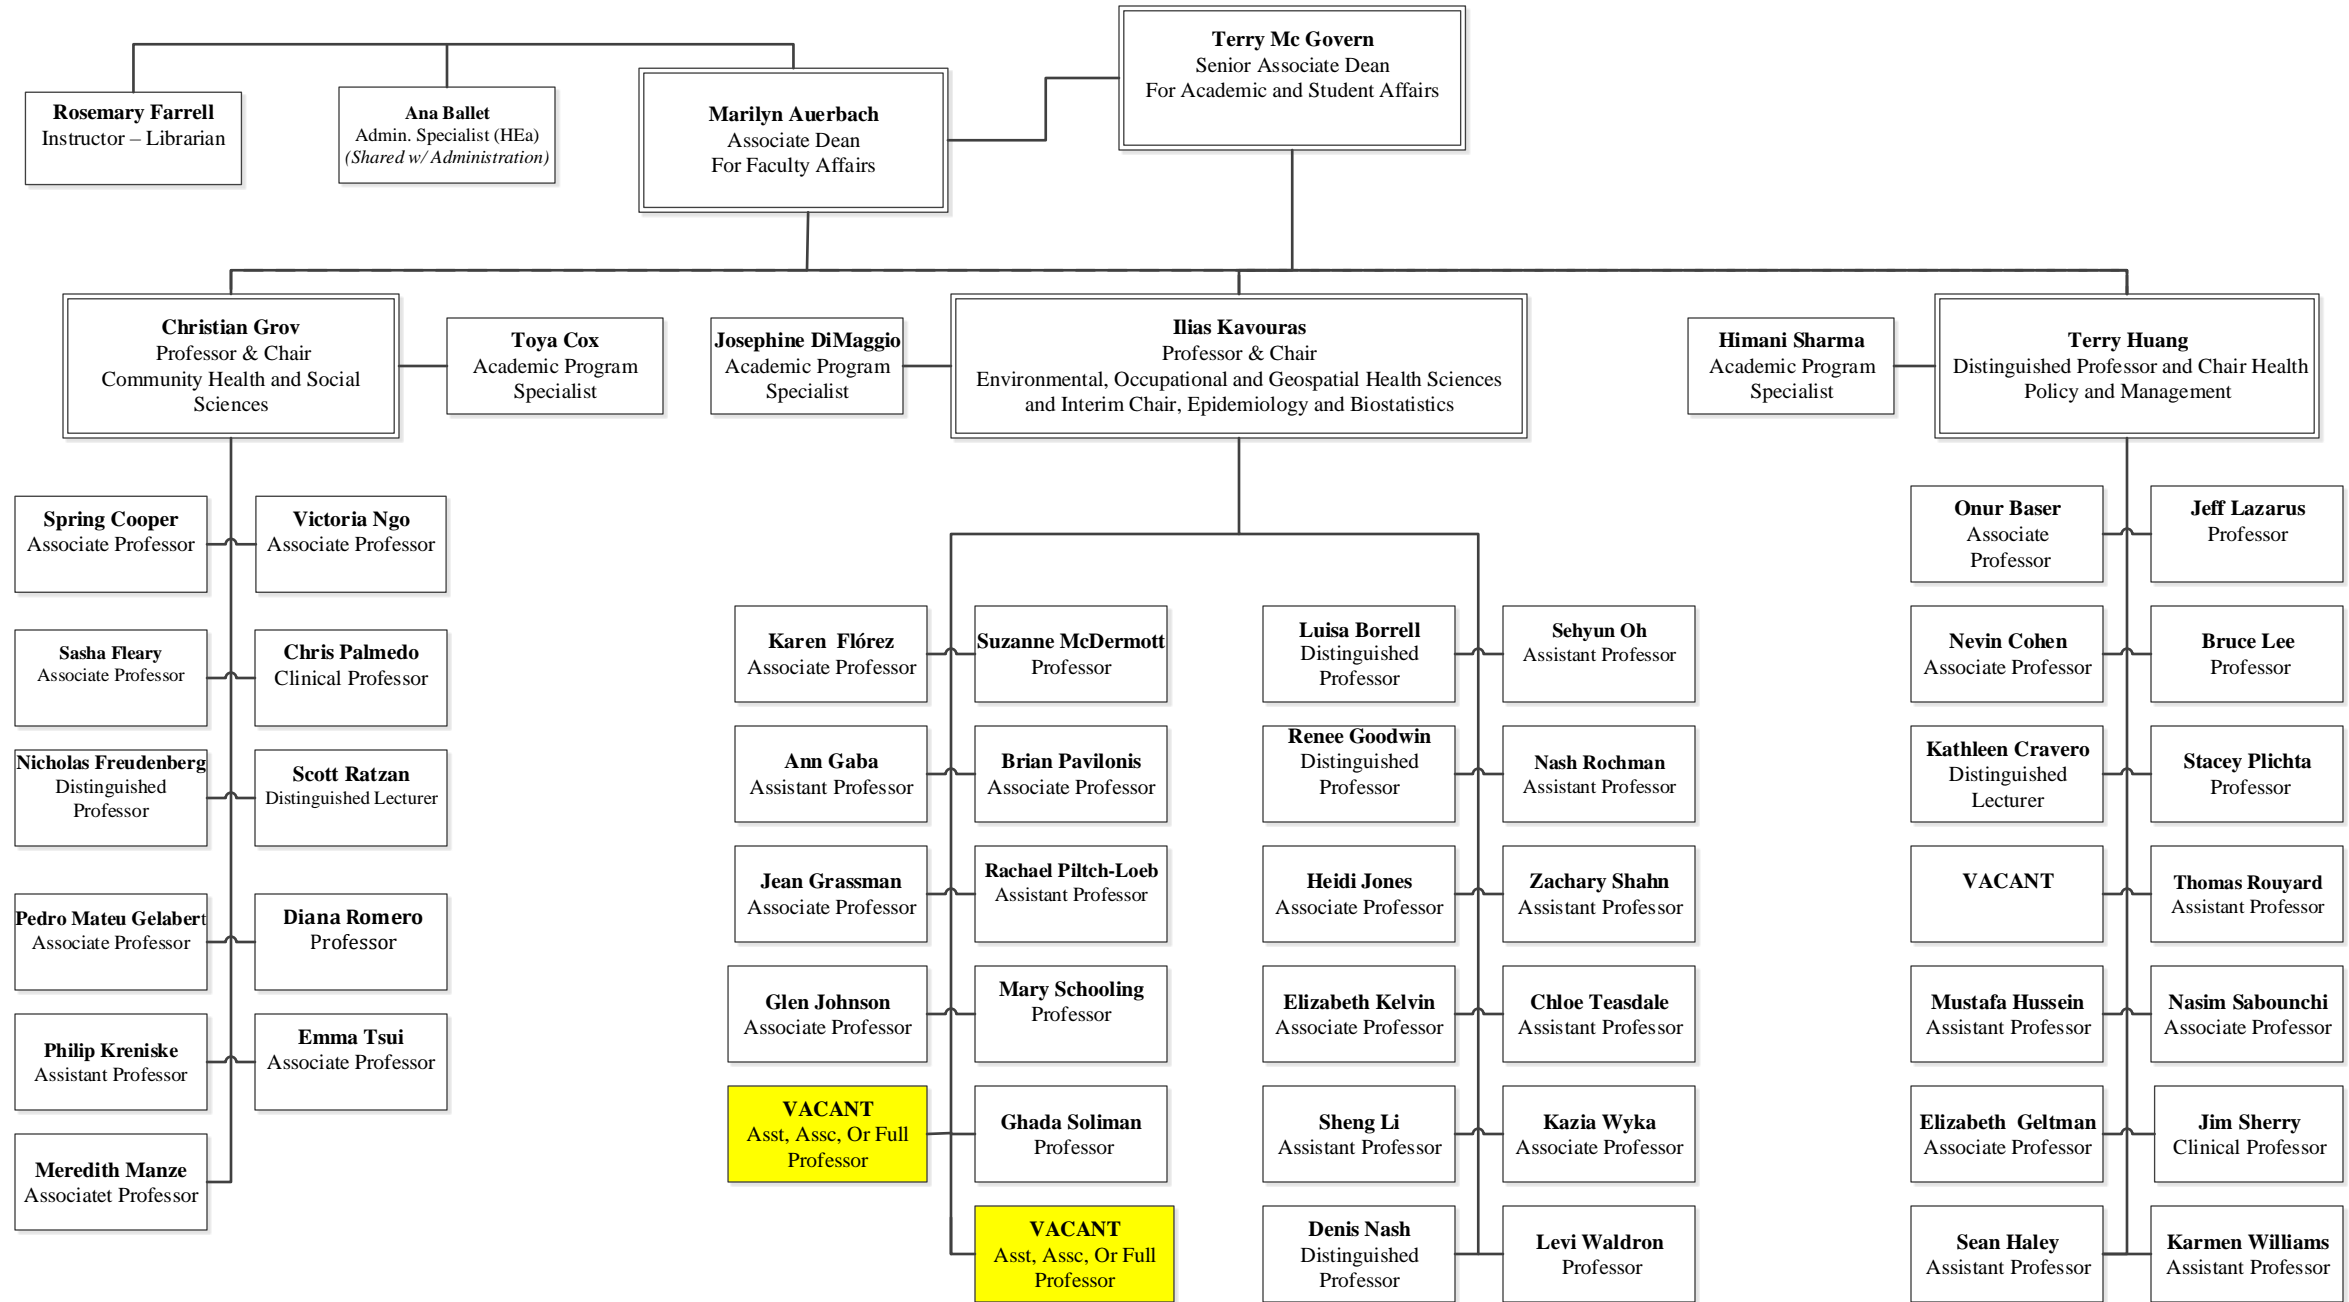 Terry Mc Govern
Senior Associate Dean
For Academic and Student Affairs
Rosemary Farrell
Instructor – Librarian
Ana Ballet
Admin. Specialist (HEa)
(Shared w/ Administration)
Marilyn Auerbach
Associate Dean
For Faculty Affairs
Christian Grov
Professor & Chair
Community Health and Social
Sciences
Toya Cox
Academic Program
Specialist
Josephine DiMaggio
Academic Program
Specialist
Ilias Kavouras
Professor & Chair
Environmental, Occupational and Geospatial Health Sciences
and Interim Chair, Epidemiology and Biostatistics
Himani Sharma
Academic Program
Specialist
Terry Huang
Distinguished Professor and Chair Health
Policy and Management
Spring Cooper
Associate Professor
Victoria Ngo
Associate Professor
Sasha Fleary
Associate Professor
Chris Palmedo
Clinical Professor
Nicholas Freudenberg
Distinguished
Professor
Scott Ratzan
Distinguished Lecturer
Pedro Mateu Gelabert
Associate Professor
Diana Romero
Professor
Philip Kreniske
Assistant Professor
Emma Tsui
Associate Professor
Meredith Manze
Associatet Professor
Karen  Flórez
Associate Professor
Suzanne McDermott
Professor
Ann Gaba
Assistant Professor
Brian Pavilonis
Associate Professor
Jean Grassman
Associate Professor
Rachael Piltch-Loeb
Assistant Professor
Glen Johnson
Associate Professor
Mary Schooling
Professor
VACANT
Asst, Assc, Or Full
Professor
Ghada Soliman
Professor
VACANT
Asst, Assc, Or Full
Professor
Luisa Borrell
Distinguished
Professor
Sehyun Oh
Assistant Professor
Renee Goodwin
Distinguished
Professor
Nash Rochman
Assistant Professor
Heidi Jones
Associate Professor
Zachary Shahn
Assistant Professor
Elizabeth Kelvin
Associate Professor
Chloe Teasdale
Assistant Professor
Sheng Li
Assistant Professor
Kazia Wyka
Associate Professor
Denis Nash
Distinguished
Professor
Levi Waldron
Professor
Onur Baser
Associate
Professor
Jeff Lazarus
Professor
Nevin Cohen
Associate Professor
Bruce Lee
Professor
Kathleen Cravero
Distinguished
Lecturer
Stacey Plichta
Professor
VACANT
Thomas Rouyard
Assistant Professor
Mustafa Hussein
Assistant Professor
Nasim Sabounchi
Associate Professor
Elizabeth  Geltman
Associate Professor
Jim Sherry
Clinical Professor
Sean Haley
Assistant Professor
Karmen Williams
Assistant Professor